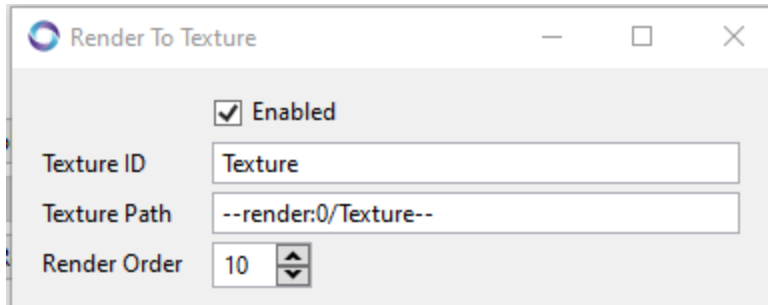 Render To Texture
Enabled
Texture ID Texture
Texture Path --render:0/Texture--
Render Order 10